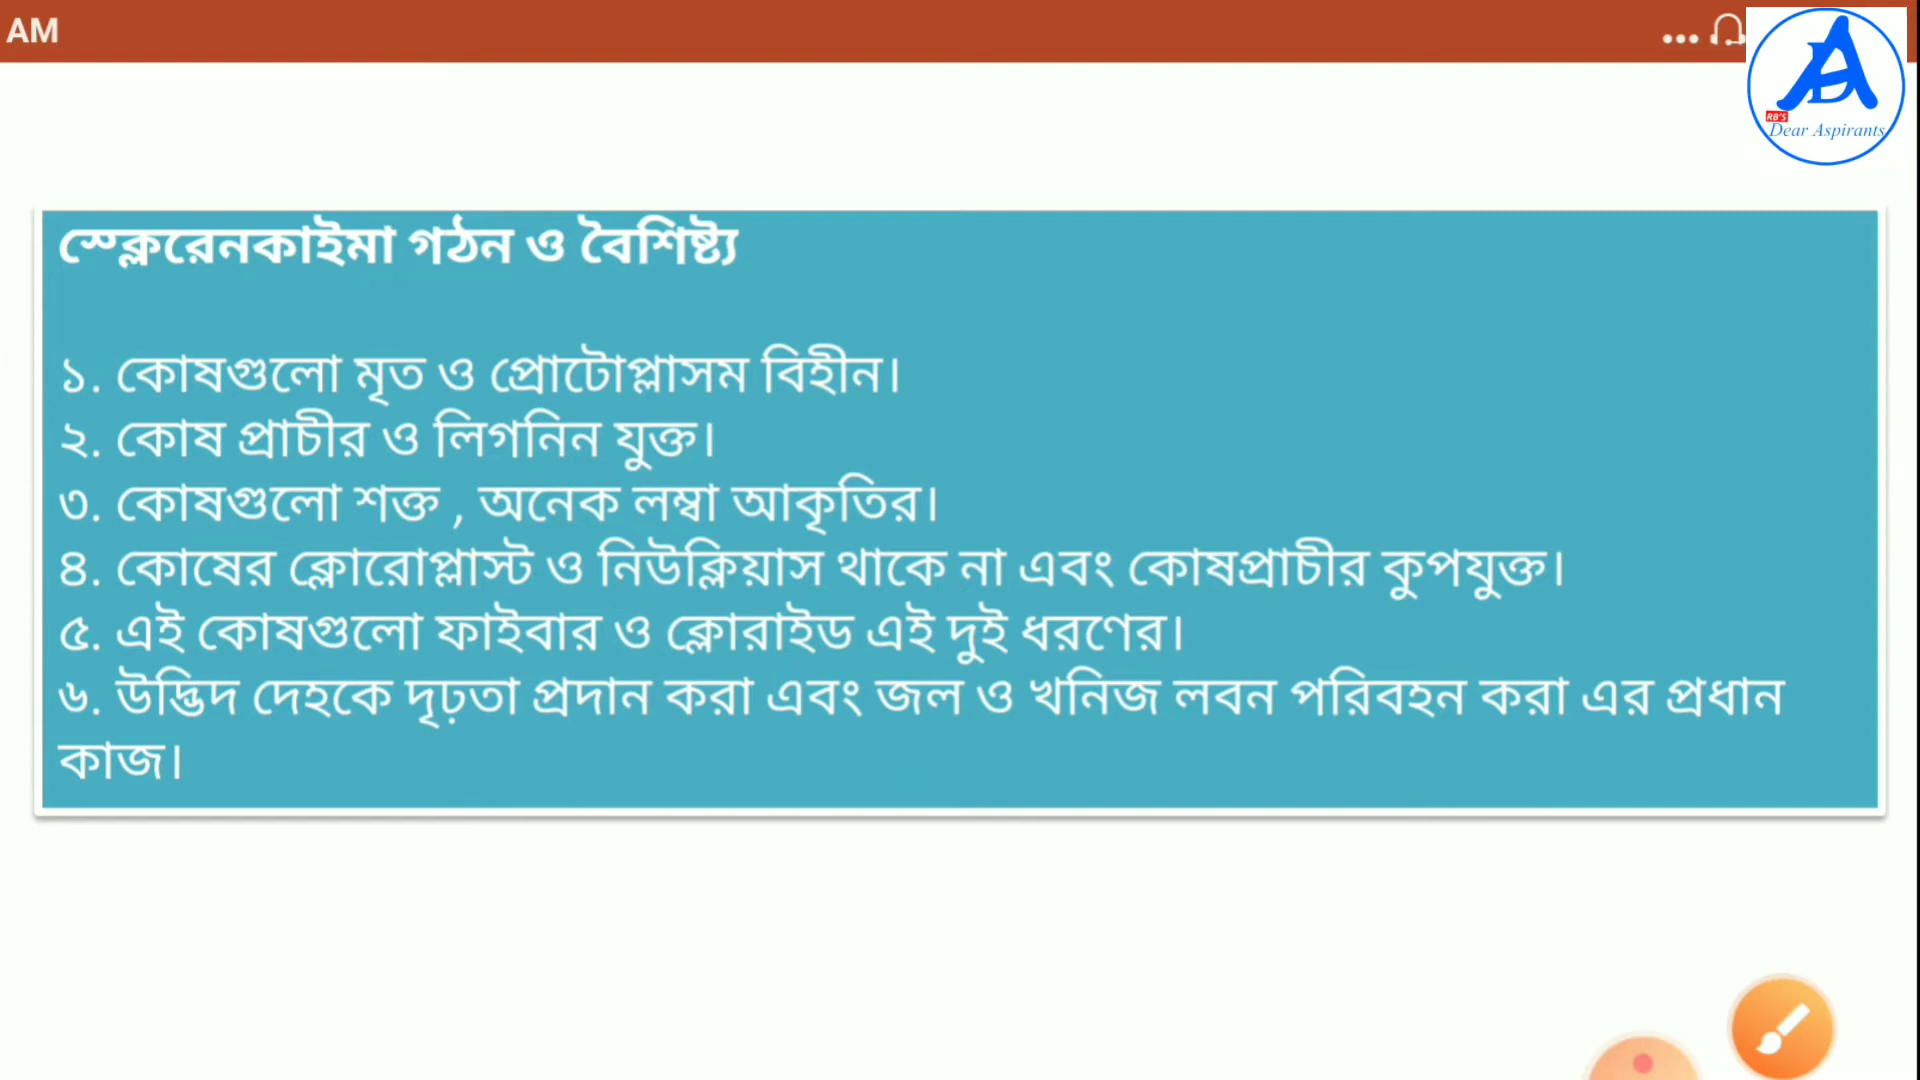 AM
RB'S
Dear Aspirants
স্ক্লেরেনকাইমা গঠন ও বৈশিষ্ট্য
১. কোষগুলো মৃত ও প্রোটোপ্লাসম বিহীন।
২. কোষ প্রাচীর ও লিগনিন যুক্ত।
৩. কোষগুলো শক্ত , অনেক লম্বা আকৃতির।
৪. কোষের ক্লোরোপ্লাস্ট ও নিউক্লিয়াস থাকে না এবং কোষপ্রাচীর কুপযুক্ত।
৫. এই কোষগুলো ফাইবার ও ক্লোরাইড এই দুই ধরণের।
৬. উদ্ভিদ দেহকে দৃঢ়তা প্রদান করা এবং জল ও খনিজ লবন পরিবহন করা এর প্রধান
কাজ।